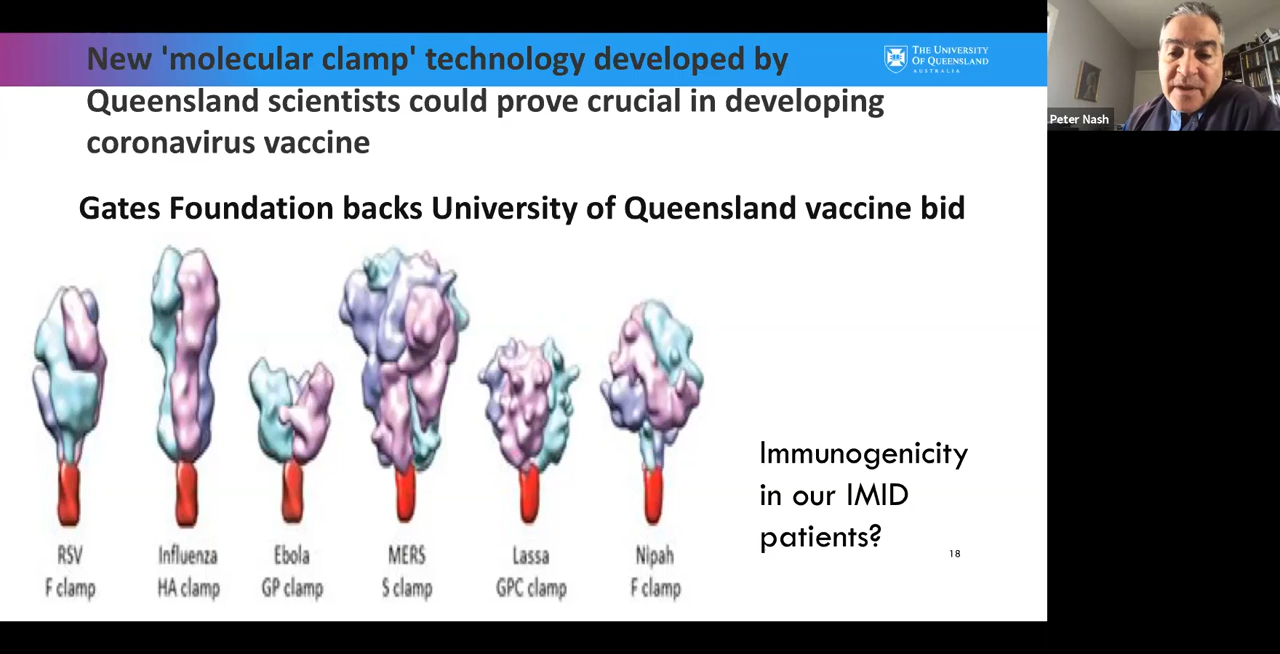 New 'molecular clamp' technology developed by
Queensland scientists could prove crucial in developing
coronavirus vaccine
THE UNIVERSITY
OF QUEENSLAND
AUSTRALIA
Peter Nash
Gates Foundation backs University of Queensland vaccine bid
Immunogenicity
in our IMID
patients?
18
RSV
F clamp
Influenza
HA clamp
Ebola
GP clamp
MERS
S clamp
Lassa
GPC clamp
Nipah
F clamp